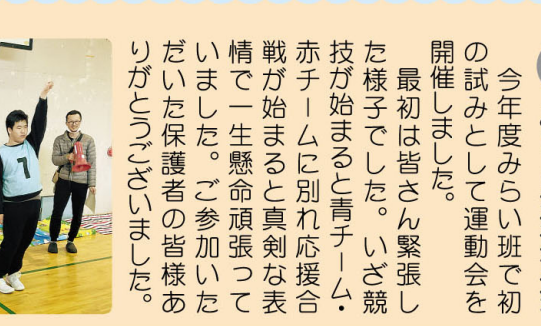 今年度みらい班で初
の試みとして運動会を
開催しました。
最初は皆さん緊張し
た様子でした。いざ競
技が始まると青チーム・
赤チームに別れ応援合
戦が始まると真剣な表
情で一生懸命頑張って
いました。ご参加いた
だいた保護者の皆様あ
りがとうございました。
7